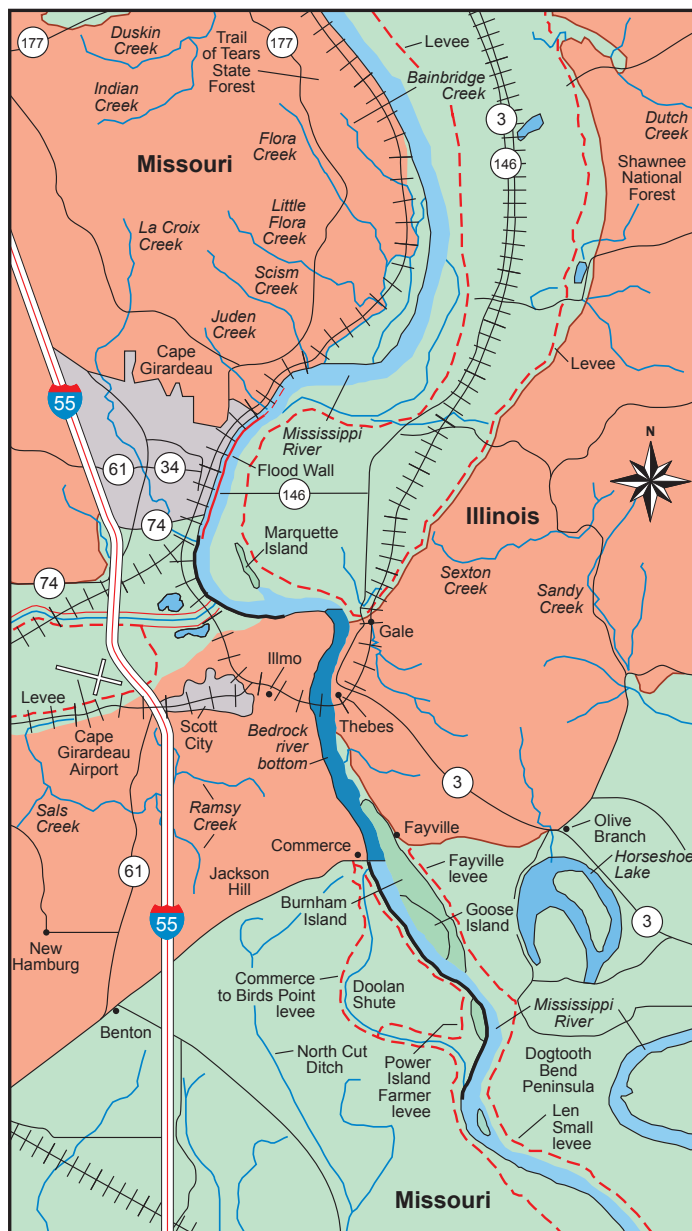 177
Duskin
Creek
Trail
of Tears
State
Forest
177
Levee
Bainbridge
Creek
Indian
Creek
3
Flora
Creek
146
Dutch
Creek
Missouri
Shawnee
National
Forest
La Croix
Creek
Little
Flora
Creek
Scism
Creek
Juden
Creek
Cape
Girardeau
Levee
55
Mississippi
River
N
61
34
Flood Wall
146
74
Illinois
Marquette
Island
Sexton
Creek
Sandy
Creek
74
Gale
Illmo
Levee
Cape
Girardeau
Airport
Scott
City
Bedrock
river
bottom
Thebes
3
Sals
Creek
Ramsy
Creek
Fayville
Olive
Branch
Commerce
Fayville
levee
Horseshoe
Lake
61
Jackson
Hill
Burnham
Island
Goose
Island
55
3
New
Hamburg
Commerce
to Birds Point
levee
Doolan
Shute
Mississippi
River
Benton
North Cut
Ditch
Power
Island
Farmer
levee
Dogtooth
Bend
Peninsula
Len
Small
levee
Missouri